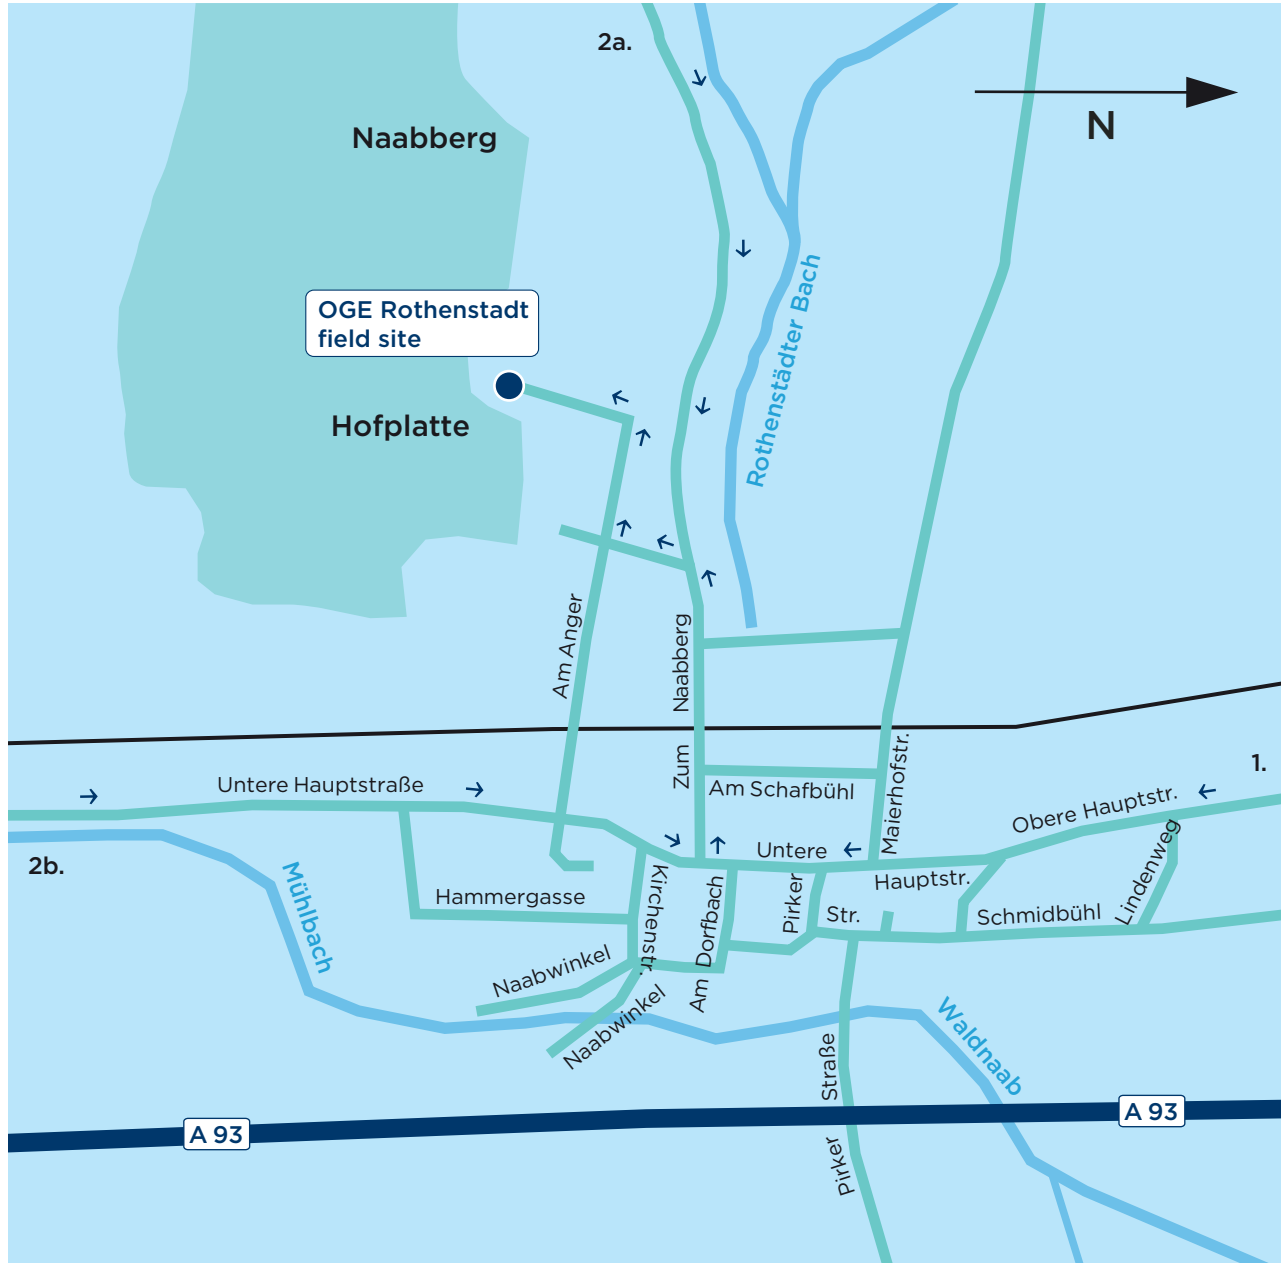 2a.
N
Naabberg
Rothenstädter Bach
OGE Rothenstadt
field site
Hofplatte
Am Anger
Naabberg
Zum
1.
Untere Hauptstraße
Am Schafbühl
Maierhofstr.
Obere Hauptstr.
2b.
Untere
Hauptstr.
Mühlbach
Hammergasse
Kirchenstr.
Am Dorfbach
Pirker
Str.
Schmidbühl
Lindenweg
Naabwinkel
Naabwinkel
Waldnaab
Straße
Pirker
A 93
A 93